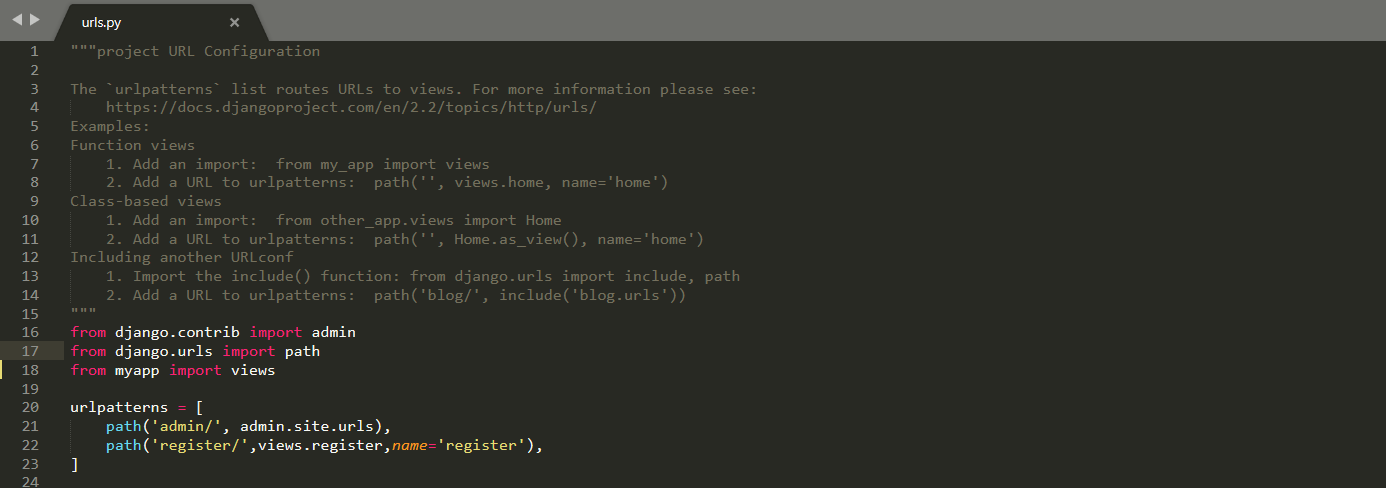 urls.py
1 """project URL Configuration
2
3 The `urlpatterns` list routes URLs to views. For more information please see:
4     https://docs.djangoproject.com/en/2.2/topics/http/urls/
5 Examples:
6 Function views
7     1. Add an import:  from my_app import views
8     2. Add a URL to urlpatterns:  path('', views.home, name='home')
9 Class-based views
10     1. Add an import:  from other_app.views import Home
11     2. Add a URL to urlpatterns:  path('', Home.as_view(), name='home')
12 Including another URLconf
13     1. Import the include() function: from django.urls import include, path
14     2. Add a URL to urlpatterns:  path('blog/', include('blog.urls'))
15 """
16 from django.contrib import admin
17 from django.urls import path
18 from myapp import views
19
20 urlpatterns = [
21     path('admin/', admin.site.urls),
22     path('register/',views.register,name='register'),
23 ]
24